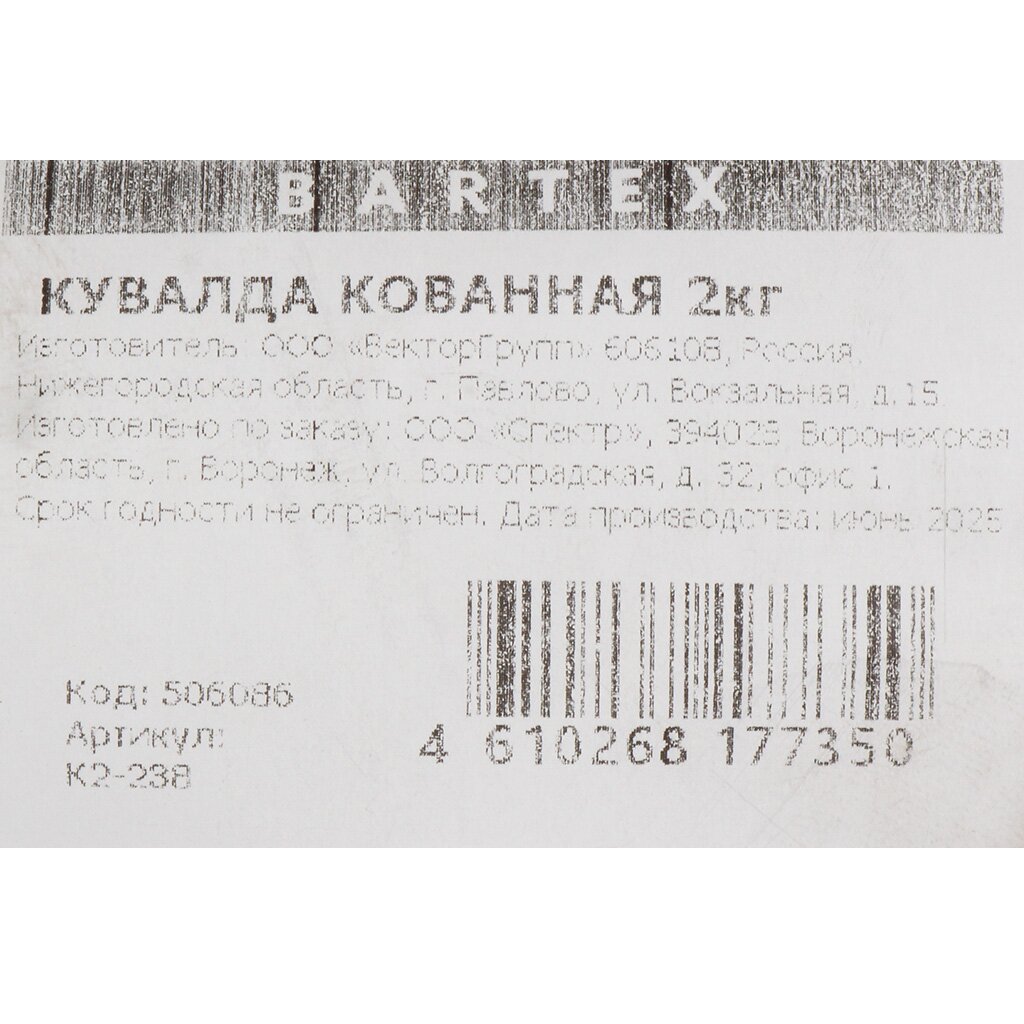 BARTEX
КУВАЛДА КОВАННАЯ 2кг
Изготовитель: ООО «ВекторГрупп» 606108, Россия,
Нижегородская область, г. Павлово, ул. Вокзальная, д.15
Изготовлено по заказу: ООО «Спектр», 394025. Воронежская
область, г. Воронеж, ул. Волгоградская, д. 32, офис 1.
Срок годности не ограничен. Дата производства: июнь 2025
Код: 506086
Артикул:
К2-238
4 610268 177350